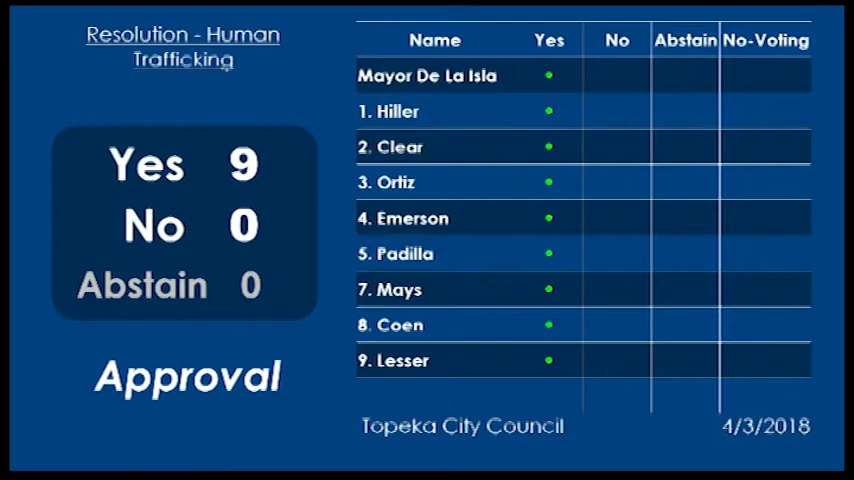 Resolution - Human
Trafficking
Yes 9
No 0
Abstain 0
Approval
Name Yes No Abstain No-Voting
Mayor De La Isla
1. Hiller
2. Clear
3. Ortiz
4. Emerson
5. Padilla
7. Mays
8. Coen
9. Lesser
Topeka City Council 4/3/2018